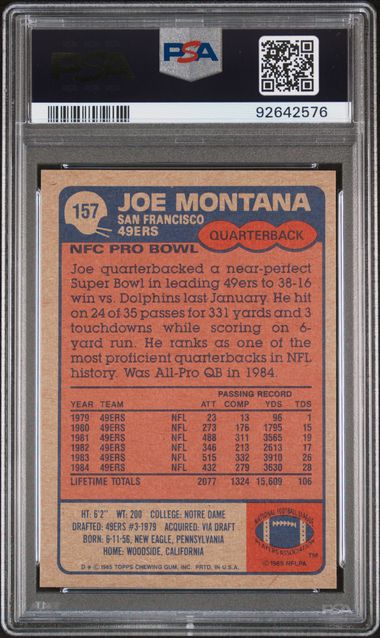 PSA
PSA
92642576
157
JOE MONTANA
SAN FRANCISCO
49ERS
QUARTERBACK
NFC PRO BOWL
Joe quarterbacked a near-perfect
Super Bowl in leading 49ers to 38-16
win vs. Dolphins last January. He hit
on 24 of 35 passes for 331 yards and 3
touchdowns while scoring on 6-
yard run. He ranks as one of the
most proficient quarterbacks in NFL
history. Was All-Pro QB in 1984.
PASSING RECORD
YEAR TEAM ATT COMP YDS TDS
1979 49ERS NFL 23 13 96 1
1980 49ERS NFL 273 176 1795 15
1981 49ERS NFL 488 311 3565 19
1982 49ERS NFL 346 213 2613 17
1983 49ERS NFL 515 332 3910 26
1984 49ERS NFL 432 279 3630 28
LIFETIME TOTALS 2077 1324 15,609 106
HT: 6'2" WT: 200 COLLEGE: NOTRE DAME
DRAFTED: 49ERS #3-1979 ACQUIRED: VIA DRAFT
BORN: 6-11-56, NEW EAGLE, PENNSYLVANIA
HOME: WOODSIDE, CALIFORNIA
D * © 1985 TOPPS CHEWING GUM, INC. PRTD. IN U.S.A.
NATIONAL FOOTBALL LEAGUE
PLAYERS ASSOCIATION
TM
© 1985 NFLPA
PSA